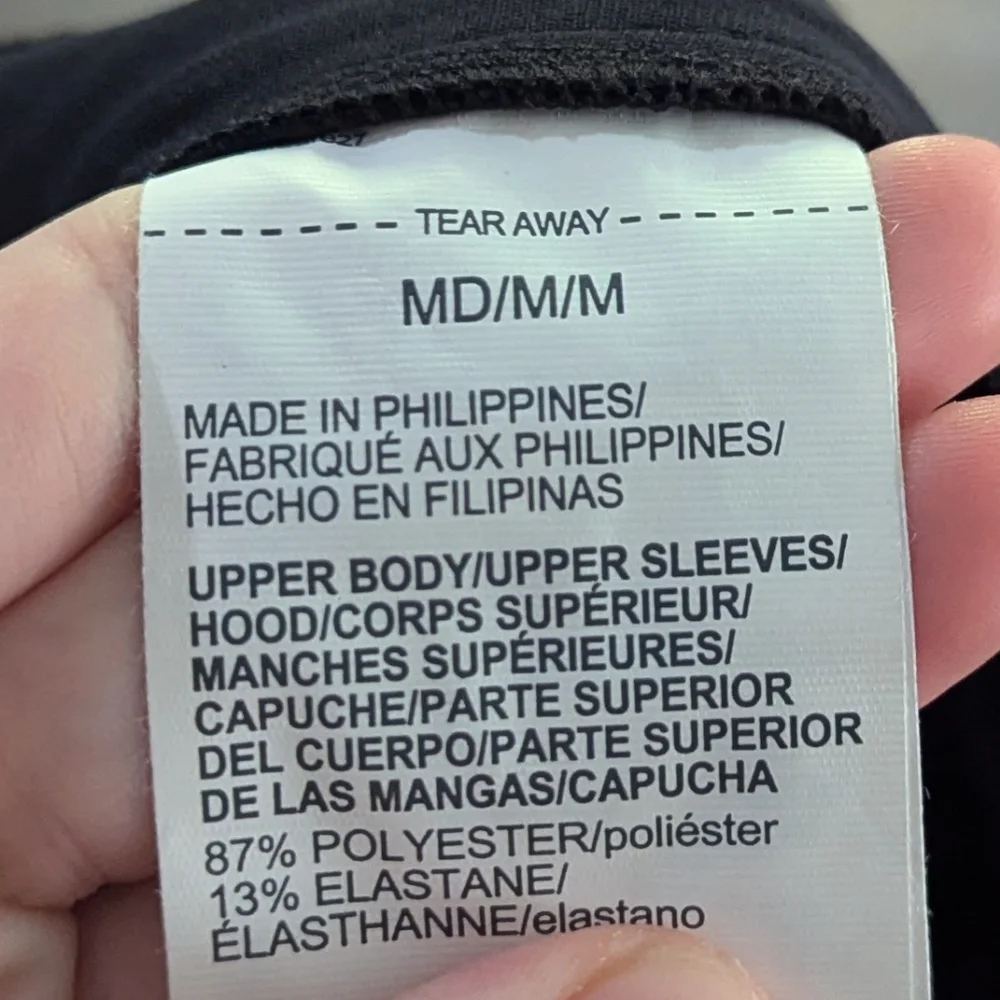 TEAR AWAY
MD/M/M
MADE IN PHILIPPINES/
FABRIQUÉ AUX PHILIPPINES/
HECHO EN FILIPINAS
UPPER BODY/UPPER SLEEVES/
HOOD/CORPS SUPÉRIEUR/
MANCHES SUPÉRIEURES/
CAPUCHE/PARTE SUPERIOR
DEL CUERPO/PARTE SUPERIOR
DE LAS MANGAS/CAPUCHA
87% POLYESTER/poliéster
13% ELASTANE/
ÉLASTHANNE/elastano